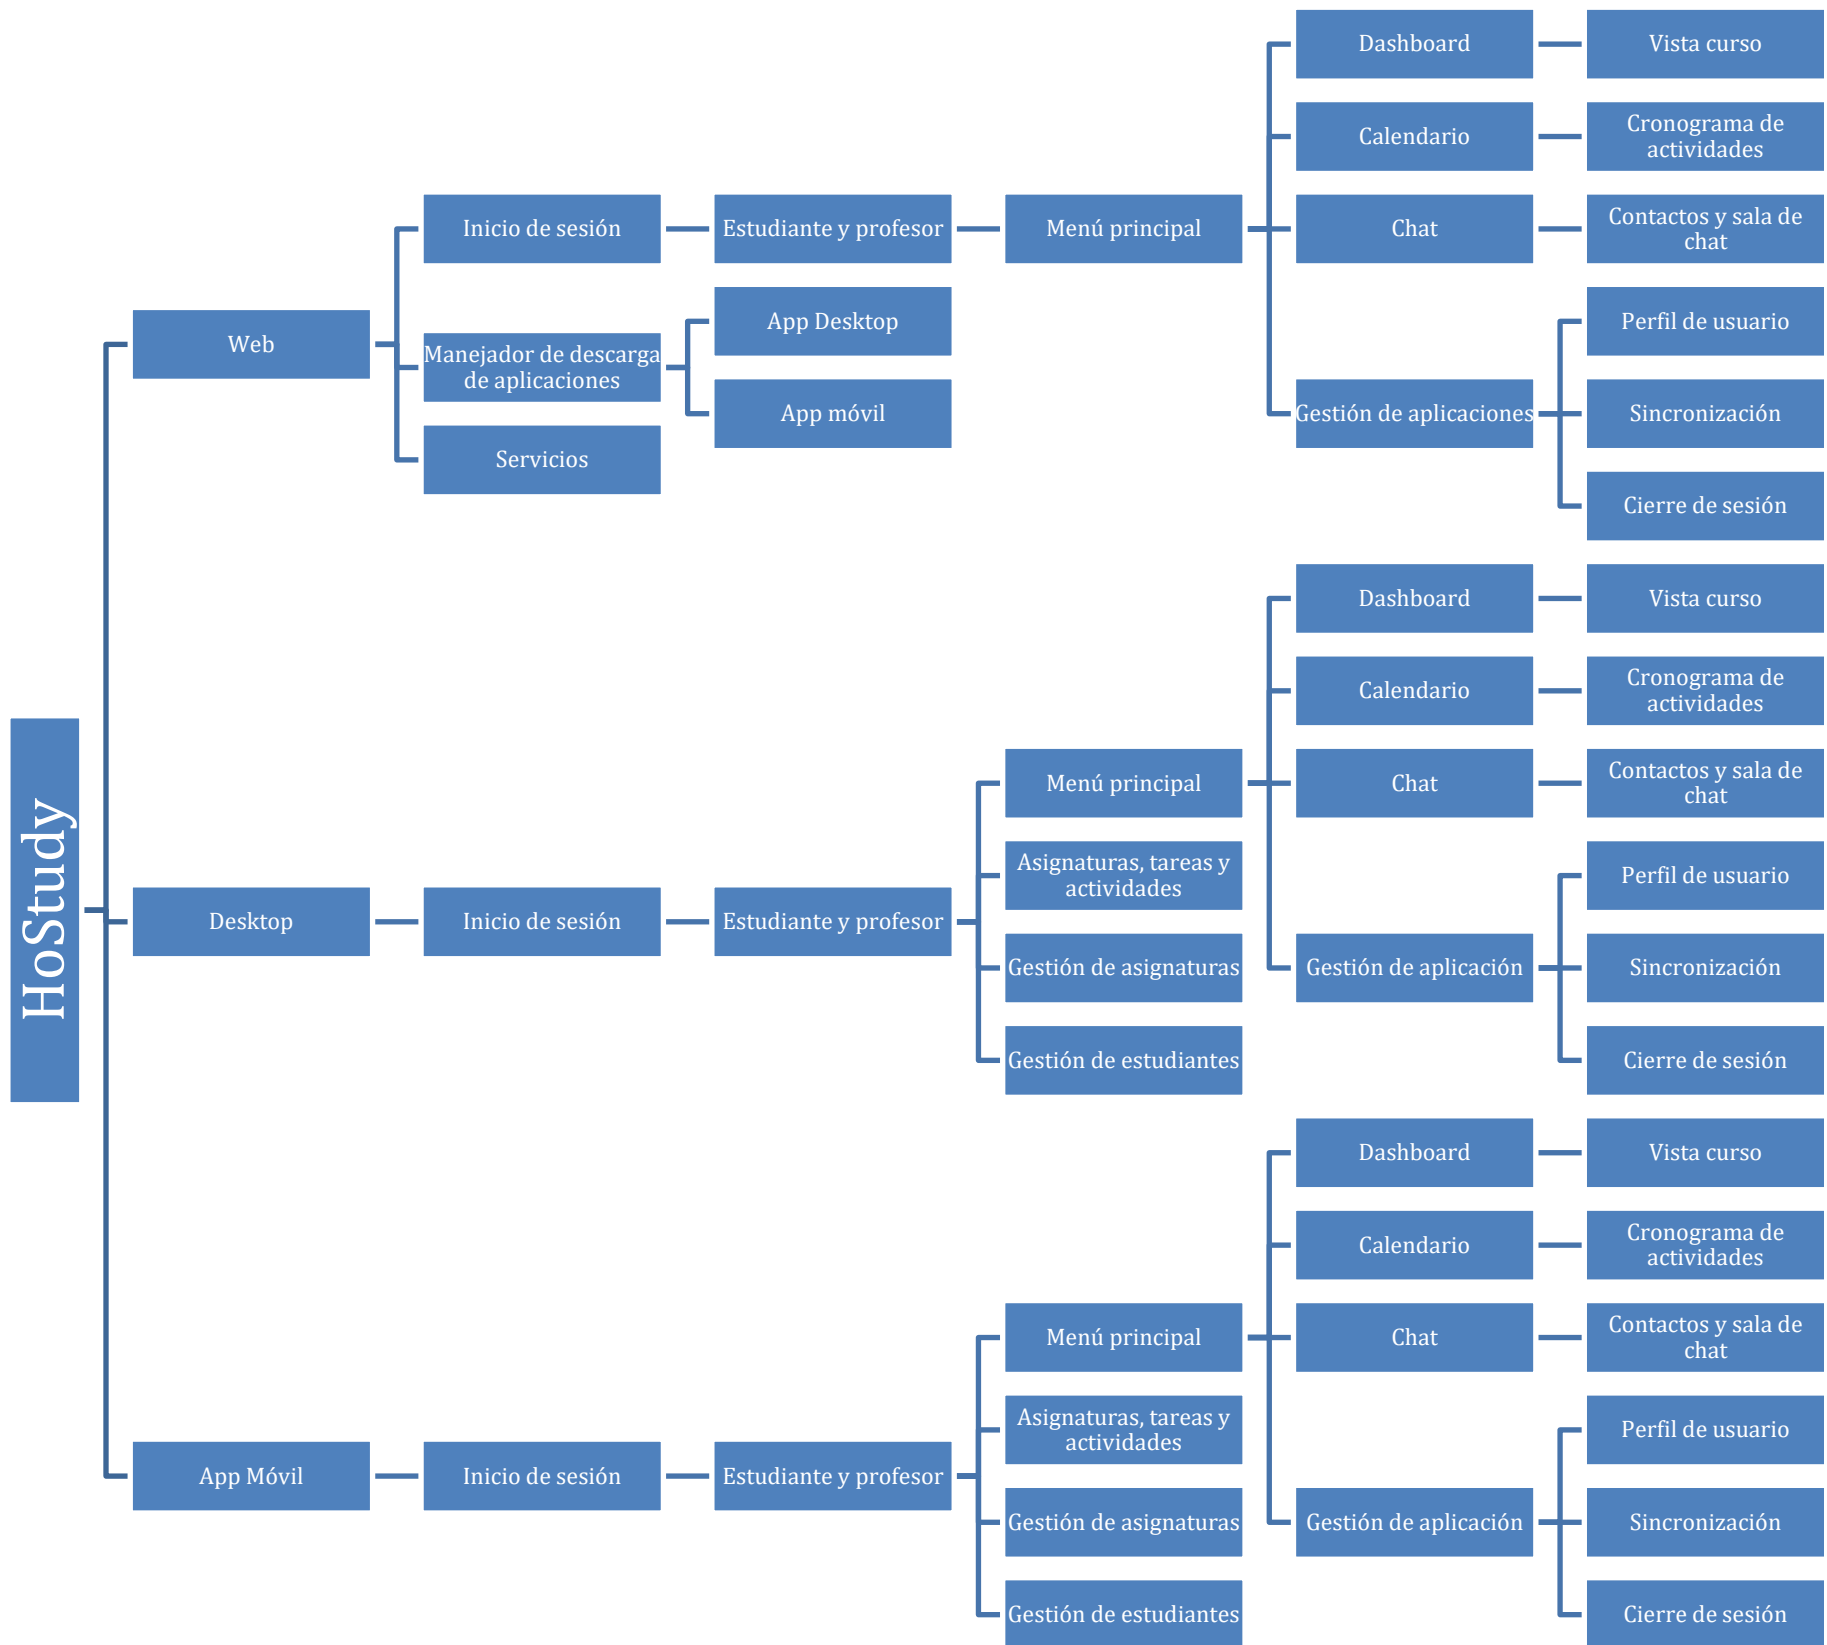 HoStudy
Web
Inicio de sesión
Estudiante y profesor
Menú principal
Dashboard
Vista curso
Calendario
Cronograma de
actividades
Chat
Contactos y sala de
chat
Gestión de aplicaciones
Perfil de usuario
Sincronización
Cierre de sesión
Manejador de descarga
de aplicaciones
App Desktop
App móvil
Servicios
Desktop
Inicio de sesión
Estudiante y profesor
Menú principal
Dashboard
Vista curso
Calendario
Cronograma de
actividades
Chat
Contactos y sala de
chat
Gestión de aplicación
Perfil de usuario
Sincronización
Cierre de sesión
Asignaturas, tareas y
actividades
Gestión de asignaturas
Gestión de estudiantes
App Móvil
Inicio de sesión
Estudiante y profesor
Menú principal
Dashboard
Vista curso
Calendario
Cronograma de
actividades
Chat
Contactos y sala de
chat
Gestión de aplicación
Perfil de usuario
Sincronización
Cierre de sesión
Asignaturas, tareas y
actividades
Gestión de asignaturas
Gestión de estudiantes